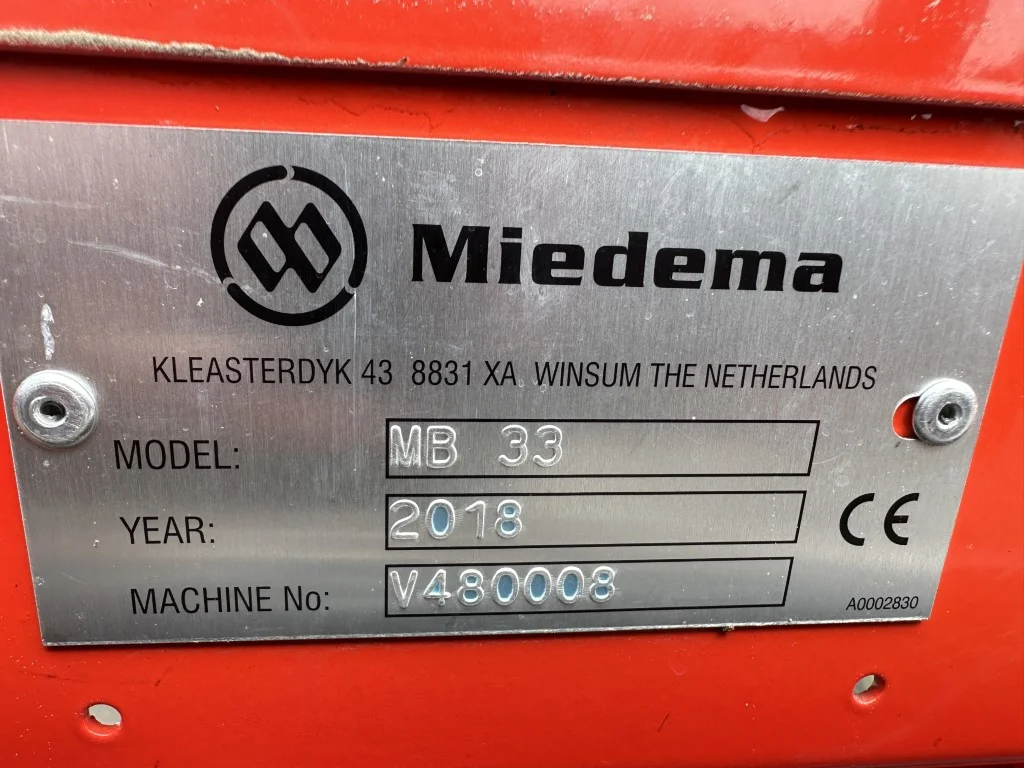 Miedema
KLEASTERDYK 43 8831 XA WINSUM THE NETHERLANDS
MODEL: MB 33
YEAR: 2018
CE
MACHINE No: V480008
A0002830